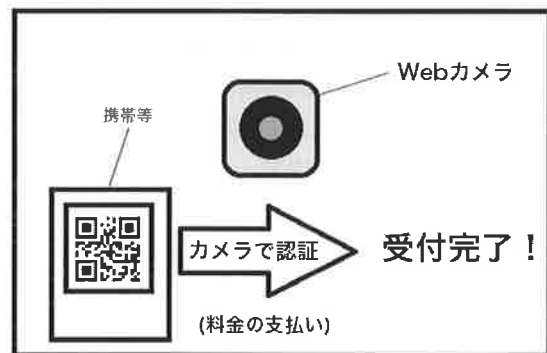 Webカメラ
携帯等
カメラで認証
受付完了！
(料金の支払い)